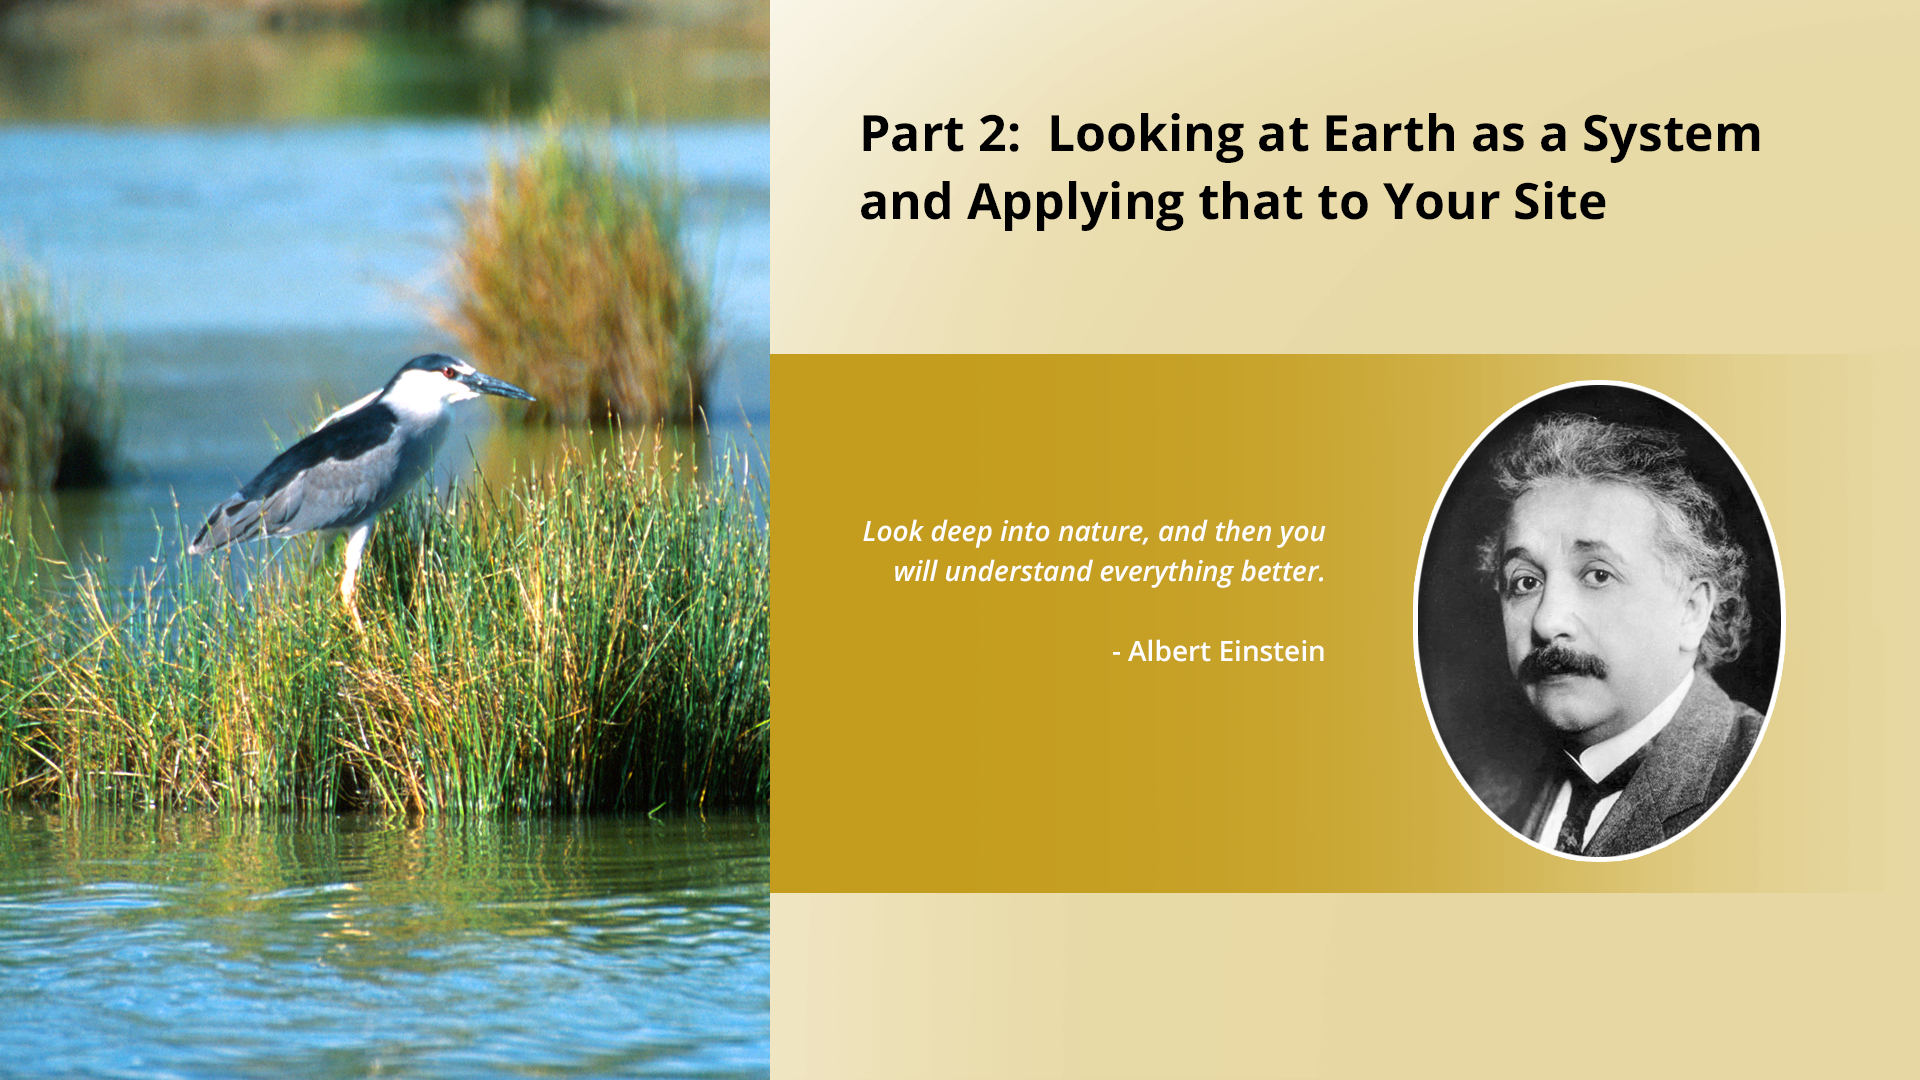 Part 2:  Looking at Earth as a System
and Applying that to Your Site
Look deep into nature, and then you
will understand everything better.
- Albert Einstein